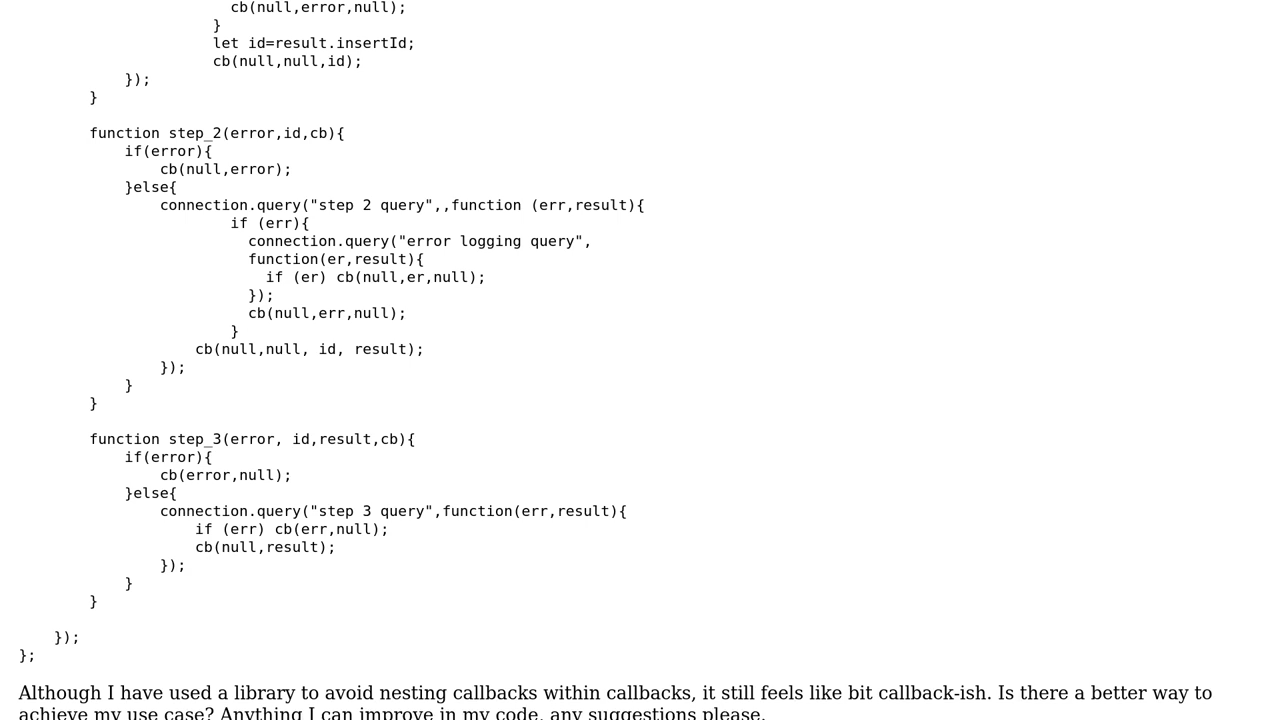 cb(null,error,null);
}
let id=result.insertId;
cb(null,null,id);
});
}
function step_2(error,id,cb){
if(error){
cb(null,error);
}else{
connection.query("step 2 query",,function (err,result){
if (err){
connection.query("error logging query",
function(er,result){
if (er) cb(null,er,null);
});
cb(null,err,null);
}
cb(null,null, id, result);
});
}
}
function step_3(error, id,result,cb){
if(error){
cb(error,null);
}else{
connection.query("step 3 query",function(err,result){
if (err) cb(err,null);
cb(null,result);
});
}
}
});
};
Although I have used a library to avoid nesting callbacks within callbacks, it still feels like bit callback-ish. Is there a better way to
achieve my use case? Anything I can improve in my code, any suggestions please.